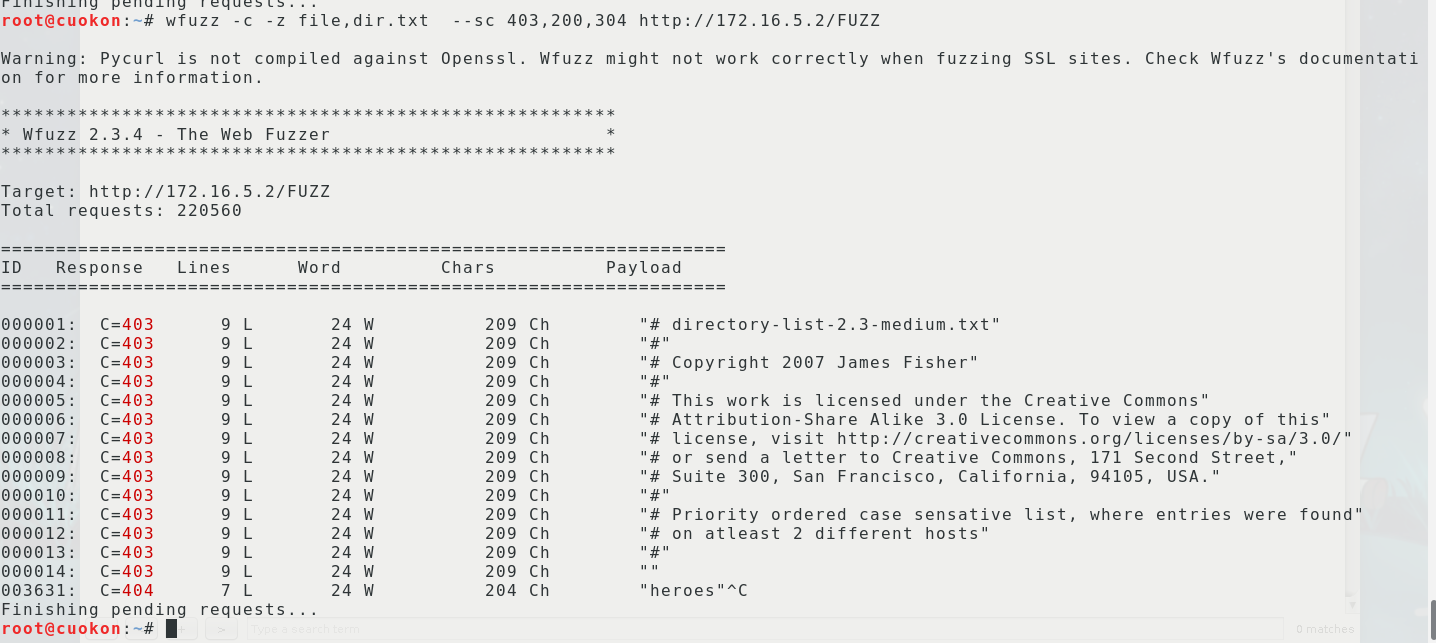 Finishing pending requests...
root@cuokon:~# wfuzz -c -z file,dir.txt  --sc 403,200,304 http://172.16.5.2/FUZZ
Warning: Pycurl is not compiled against Openssl. Wfuzz might not work correctly when fuzzing SSL sites. Check Wfuzz's documentati
on for more information.
********************************************************
* Wfuzz 2.3.4 - The Web Fuzzer                         *
********************************************************
Target: http://172.16.5.2/FUZZ
Total requests: 220560
==================================================================
ID   Response   Lines      Word         Chars          Payload
==================================================================
000001:  C=403      9 L       24 W          209 Ch        "# directory-list-2.3-medium.txt"
000002:  C=403      9 L       24 W          209 Ch        "#"
000003:  C=403      9 L       24 W          209 Ch        "# Copyright 2007 James Fisher"
000004:  C=403      9 L       24 W          209 Ch        "#"
000005:  C=403      9 L       24 W          209 Ch        "# This work is licensed under the Creative Commons"
000006:  C=403      9 L       24 W          209 Ch        "# Attribution-Share Alike 3.0 License. To view a copy of this"
000007:  C=403      9 L       24 W          209 Ch        "# license, visit http://creativecommons.org/licenses/by-sa/3.0/"
000008:  C=403      9 L       24 W          209 Ch        "# or send a letter to Creative Commons, 171 Second Street,"
000009:  C=403      9 L       24 W          209 Ch        "# Suite 300, San Francisco, California, 94105, USA."
000010:  C=403      9 L       24 W          209 Ch        "#"
000011:  C=403      9 L       24 W          209 Ch        "# Priority ordered case sensative list, where entries were found"
000012:  C=403      9 L       24 W          209 Ch        "# on atleast 2 different hosts"
000013:  C=403      9 L       24 W          209 Ch        "#"
000014:  C=403      9 L       24 W          209 Ch        ""
003631:  C=404      7 L       24 W          204 Ch        "heroes"^C
Finishing pending requests...
root@cuokon:~#
> Type a search term 0 matches